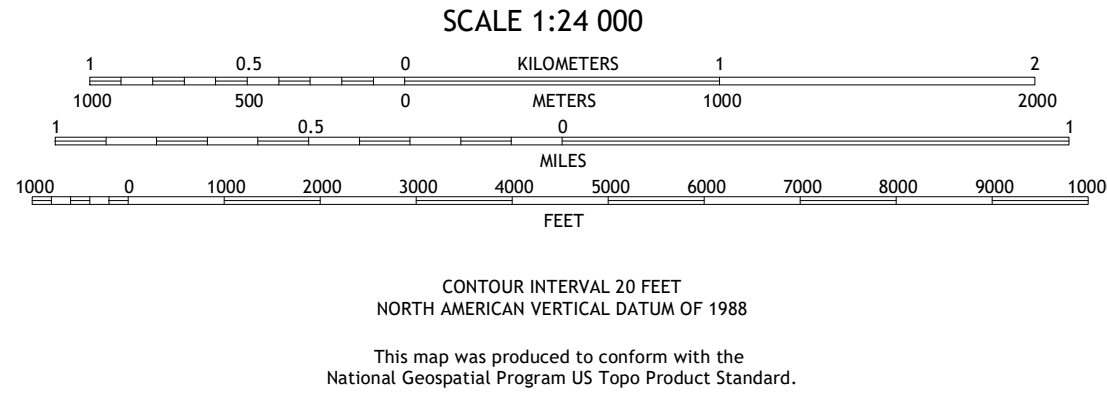 SCALE 1:24 000
1 0.5 0 KILOMETERS 1 2
1000 500 0 METERS 1000 2000
1 0.5 0 1
MILES
1000 0 1000 2000 3000 4000 5000 6000 7000 8000 9000 1000
FEET
CONTOUR INTERVAL 20 FEET
NORTH AMERICAN VERTICAL DATUM OF 1988
This map was produced to conform with the
National Geospatial Program US Topo Product Standard.